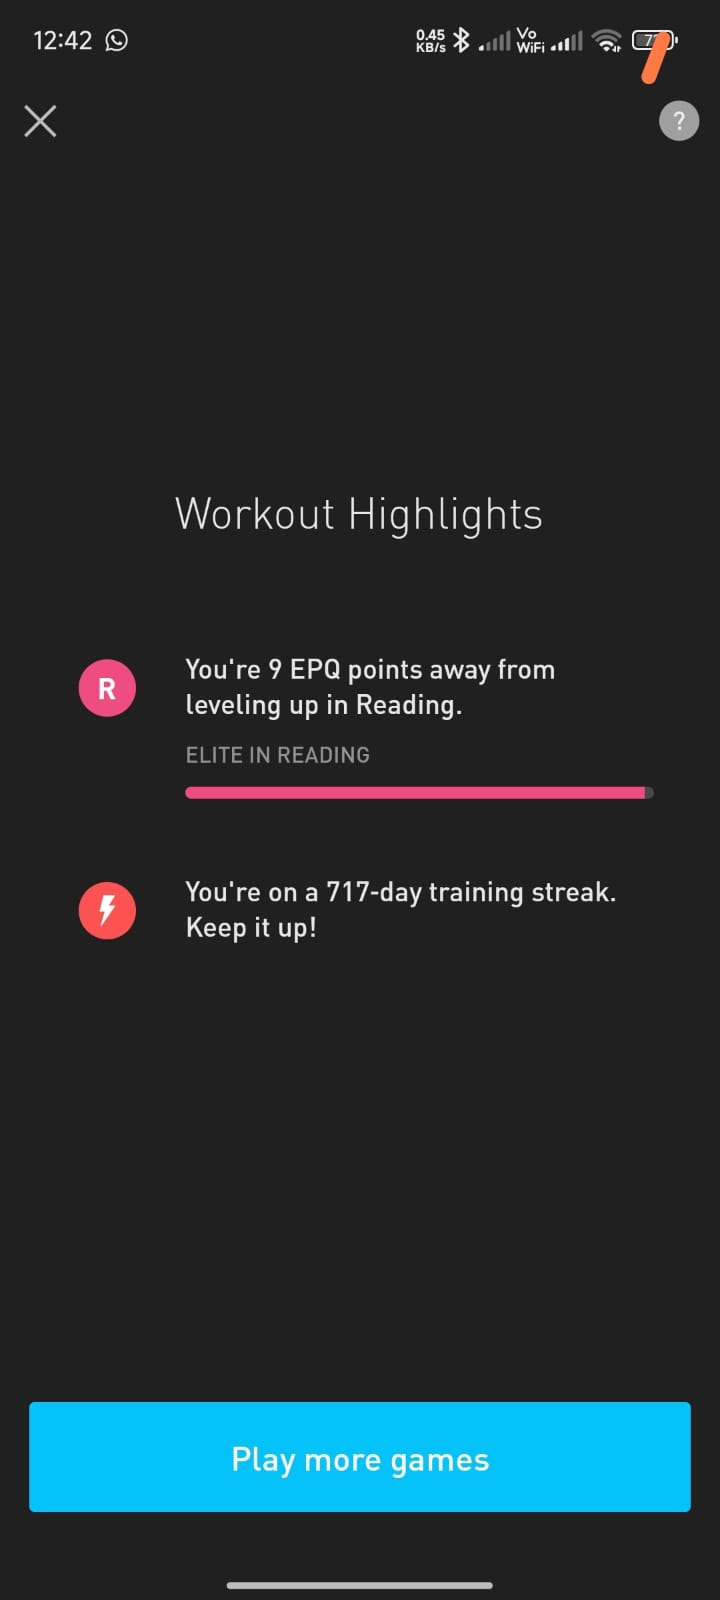 12:42
0.45
KB/s
Vo
WiFi
?
Workout Highlights
R
You're 9 EPQ points away from
leveling up in Reading.
ELITE IN READING
You're on a 717-day training streak.
Keep it up!
Play more games